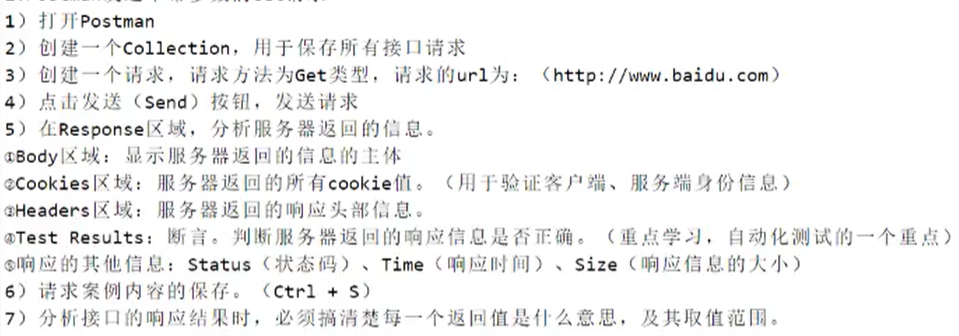 1）打开Postman
2）创建一个Collection，用于保存所有接口请求
3）创建一个请求，请求方法为Get类型，请求的url为：（http://www.baidu.com）
4）点击发送（Send）按钮，发送请求
5）在Response区域，分析服务器返回的信息。
①Body区域：显示服务器返回的信息的主体
②Cookies区域：服务器返回的所有cookie值。（用于验证客户端、服务端身份信息）
③Headers区域：服务器返回的响应头部信息。
④Test Results：断言。判断服务器返回的响应信息是否正确。（重点学习，自动化测试的一个重点）
⑤响应的其他信息：Status（状态码）、Time（响应时间）、Size（响应信息的大小）
6）请求案例内容的保存。（Ctrl + S）
7）分析接口的响应结果时，必须搞清楚每一个返回值是什么意思，及其取值范围。